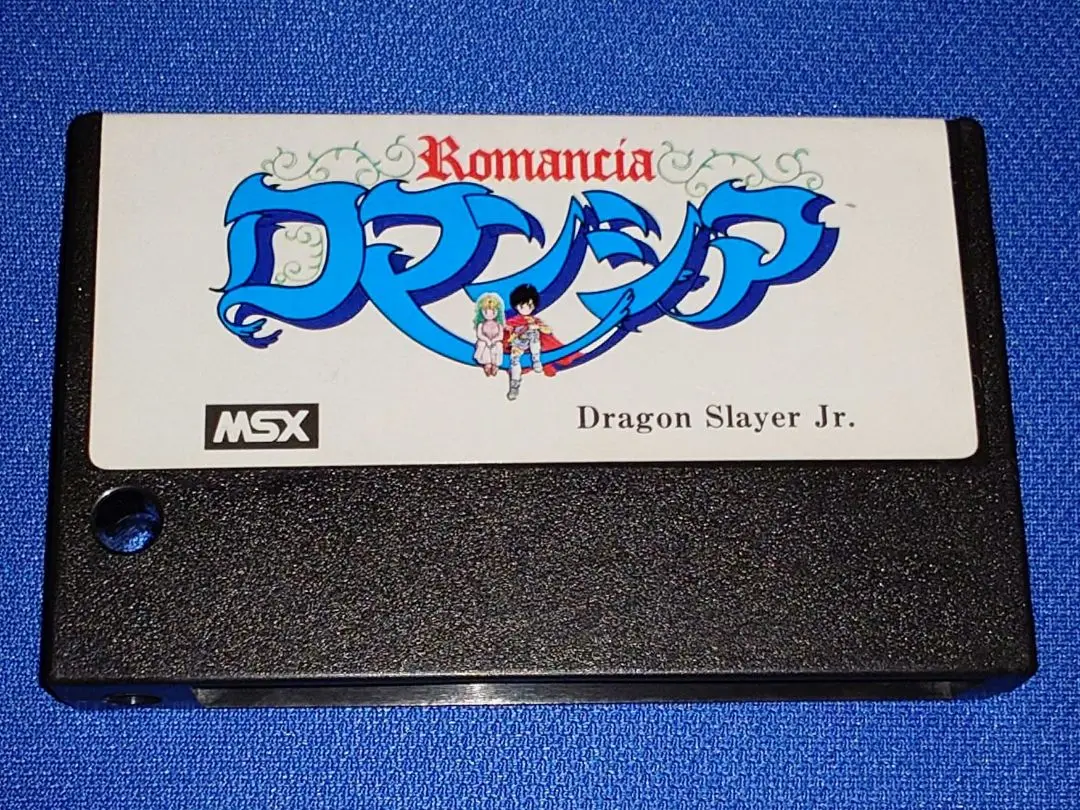 Romancia
ロマンシア
MSX
Dragon Slayer Jr.